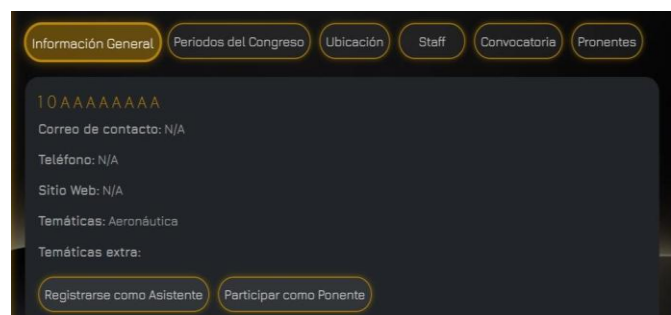 Información General Periodos del Congreso Ubicación Staff Convocatoria Pronentes
10AAAAAAAA
Correo de contacto: N/A
Teléfono: N/A
Sitio Web: N/A
Temáticas: Aeronáutica
Temáticas extra:
Registrarse como Asistente Participar como Ponente